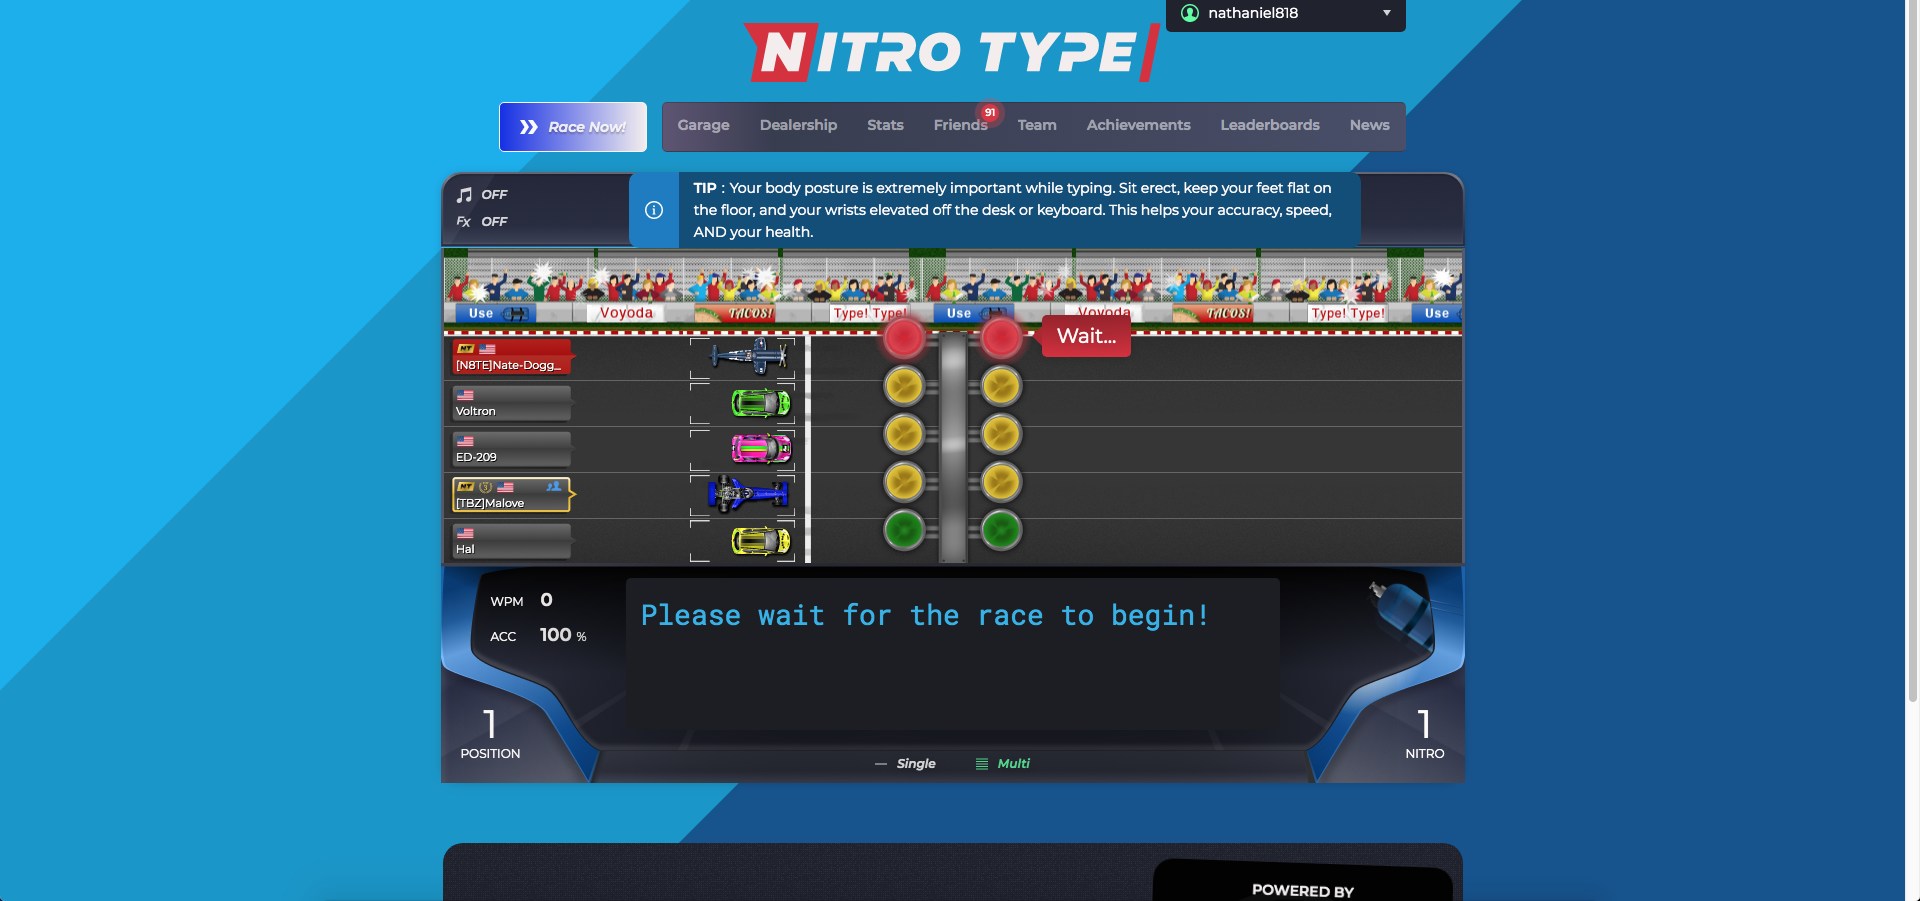 nathaniel818
NITRO TYPE
Race Now!
Garage
Dealership
Stats
Friends
91
Team
Achievements
Leaderboards
News
OFF
Fx OFF
TIP : Your body posture is extremely important while typing. Sit erect, keep your feet flat on
the floor, and your wrists elevated off the desk or keyboard. This helps your accuracy, speed,
AND your health.
Use
Voyoda
TACOS!
Type! Type!
Use
Voyoda
TACOS!
Type! Type!
Use
Wait...
[N8TE]Nate-Dogg_
Voltron
ED-209
3
[TBZ]Malove
Hal
WPM 0
ACC 100 %
Please wait for the race to begin!
1
POSITION
1
NITRO
Single
Multi
POWERED BY